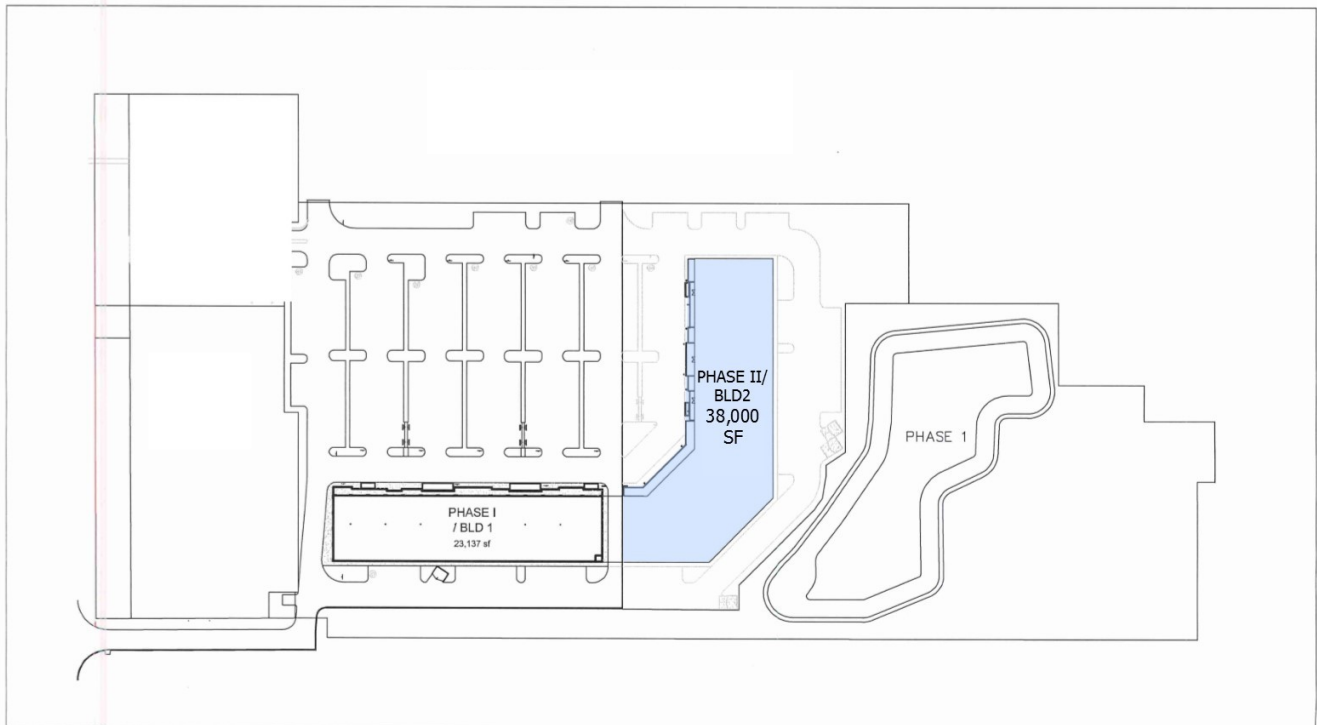 PHASE II/
BLD2
38,000
SF
PHASE 1
PHASE I
/ BLD 1
23,137 sf